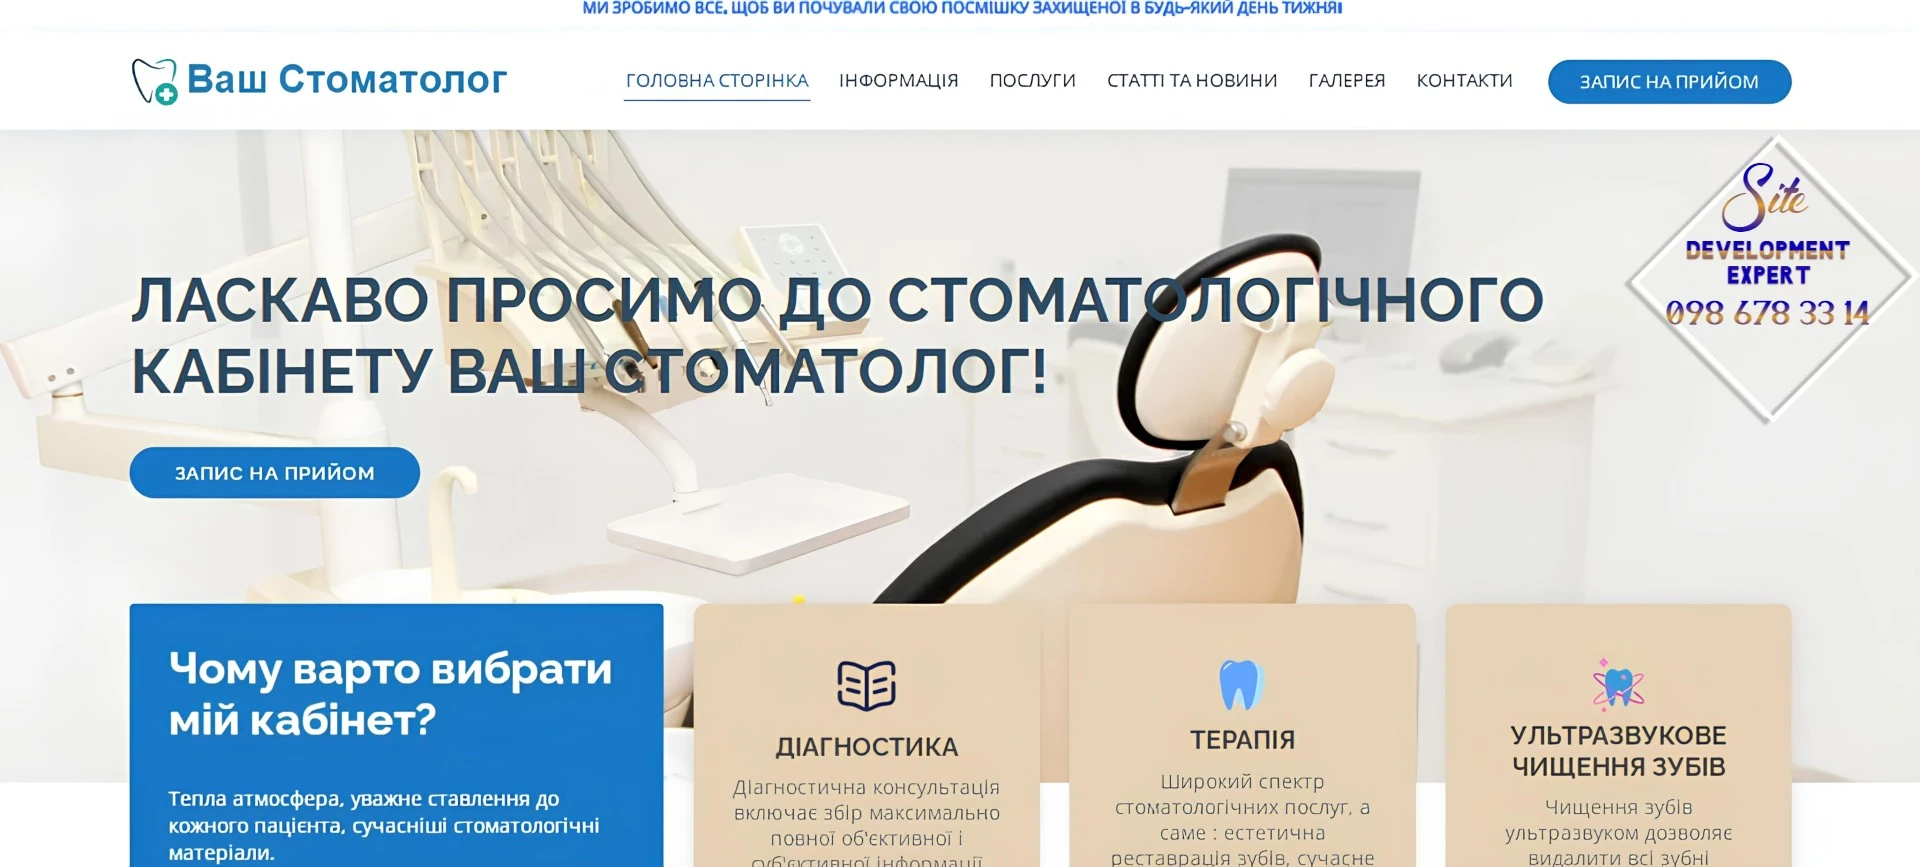 МИ ЗРОБИМО ВСЕ, ЩОБ ВИ ПОЧУВАЛИ СВОЮ ПОСМІШКУ ЗАХИЩЕНОЇ В БУДЬ-ЯКИЙ ДЕНЬ ТИЖНЯ!
Ваш Стоматолог
ГОЛОВНА СТОРІНКА
ІНФОРМАЦІЯ
ПОСЛУГИ
СТАТТІ ТА НОВИНИ
ГАЛЕРЕЯ
КОНТАКТИ
ЗАПИС НА ПРИЙОМ
Site
DEVELOPMENT
EXPERT
098 678 33 14
ЛАСКАВО ПРОСИМО ДО СТОМАТОЛОГІЧНОГО
КАБІНЕТУ ВАШ СТОМАТОЛОГ!
ЗАПИС НА ПРИЙОМ
Чому варто вибрати
мій кабінет?
Тепла атмосфера, уважне ставлення до
кожного пацієнта, сучасніші стоматологічні
матеріали.
ДІАГНОСТИКА
Діагностична консультація
включає збір максимально
повної об'єктивної і
суб'єктивної інформації
ТЕРАПІЯ
Широкий спектр
стоматологічних послуг, а
саме : естетична
реставрація зубів, сучасне
УЛЬТРАЗВУКОВЕ
ЧИЩЕННЯ ЗУБІВ
Чищення зубів
ультразвуком дозволяє
видалити всі зубні